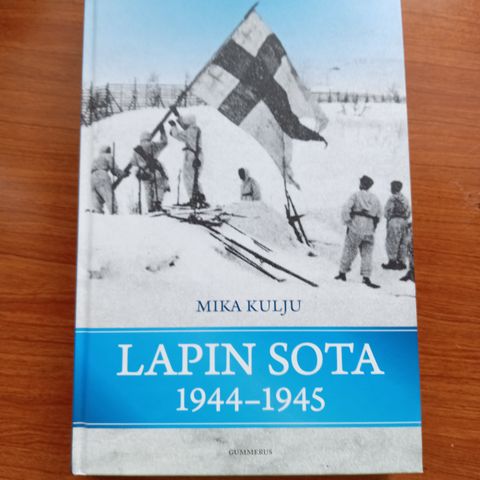 MIKA KULJU
LAPIN SOTA
1944–1945
GUMMERUS